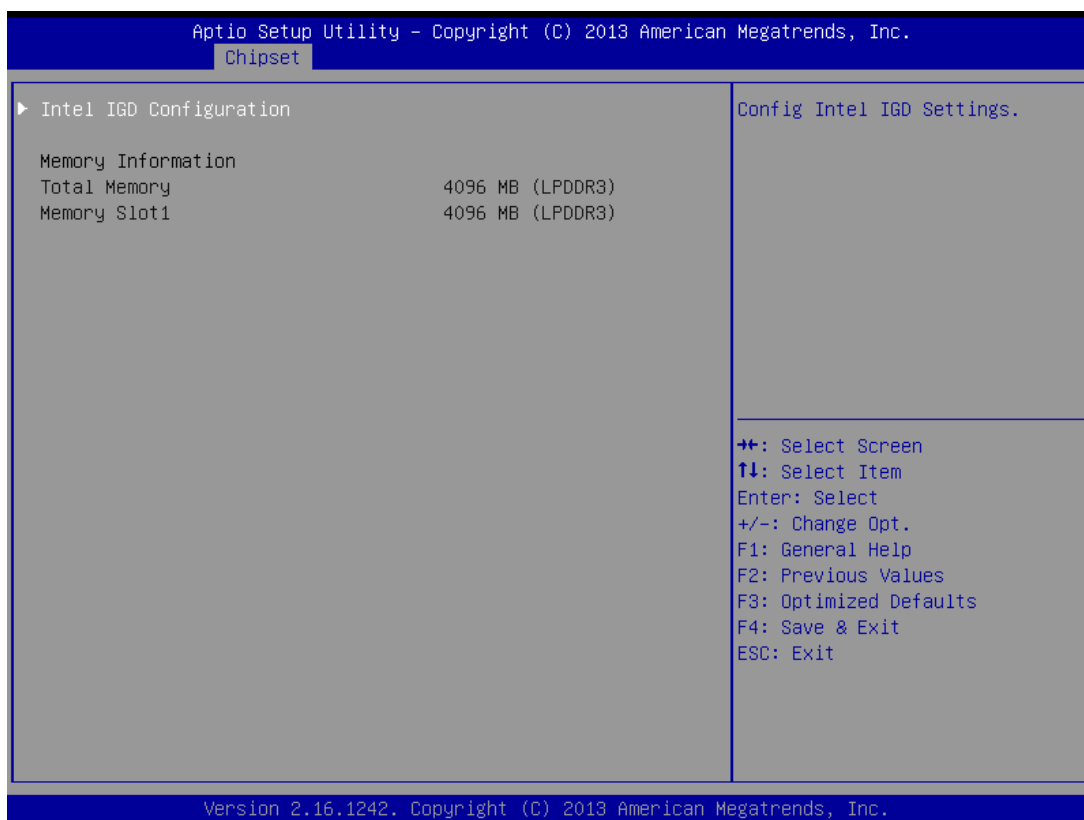 Aptio Setup Utility – Copyright (C) 2013 American Megatrends, Inc.
Chipset
▶ Intel IGD Configuration
Memory Information
Total Memory 4096 MB (LPDDR3)
Memory Slot1 4096 MB (LPDDR3)
Config Intel IGD Settings.
→←: Select Screen
↑↓: Select Item
Enter: Select
+/-: Change Opt.
F1: General Help
F2: Previous Values
F3: Optimized Defaults
F4: Save & Exit
ESC: Exit
Version 2.16.1242. Copyright (C) 2013 American Megatrends, Inc.